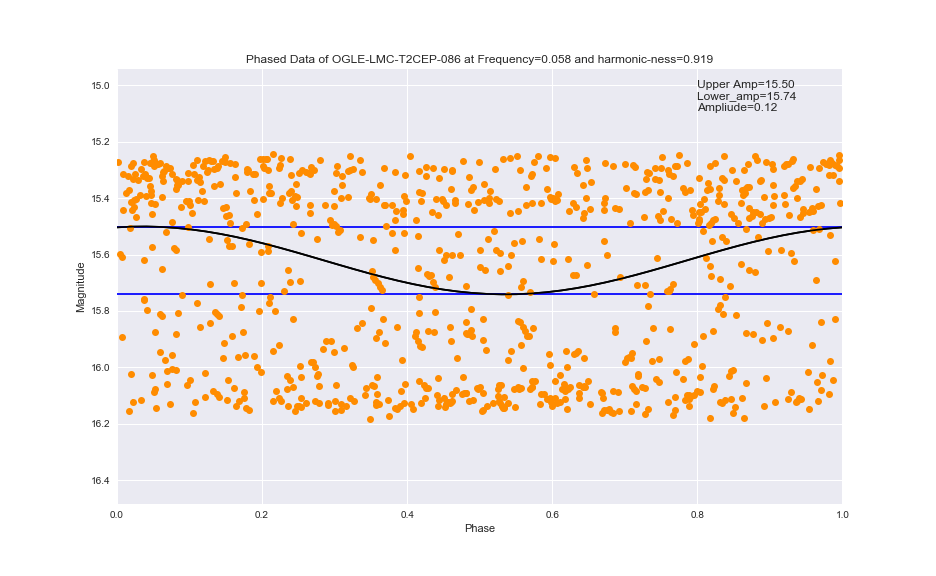 Phased Data of OGLE-LMC-T2CEP-086 at Frequency=0.058 and harmonic-ness=0.919
Upper Amp=15.50
Lower_amp=15.74
Ampliude=0.12
15.0
15.2
15.4
15.6
15.8
16.0
16.2
16.4
Magnitude
0.0 0.2 0.4 0.6 0.8 1.0
Phase